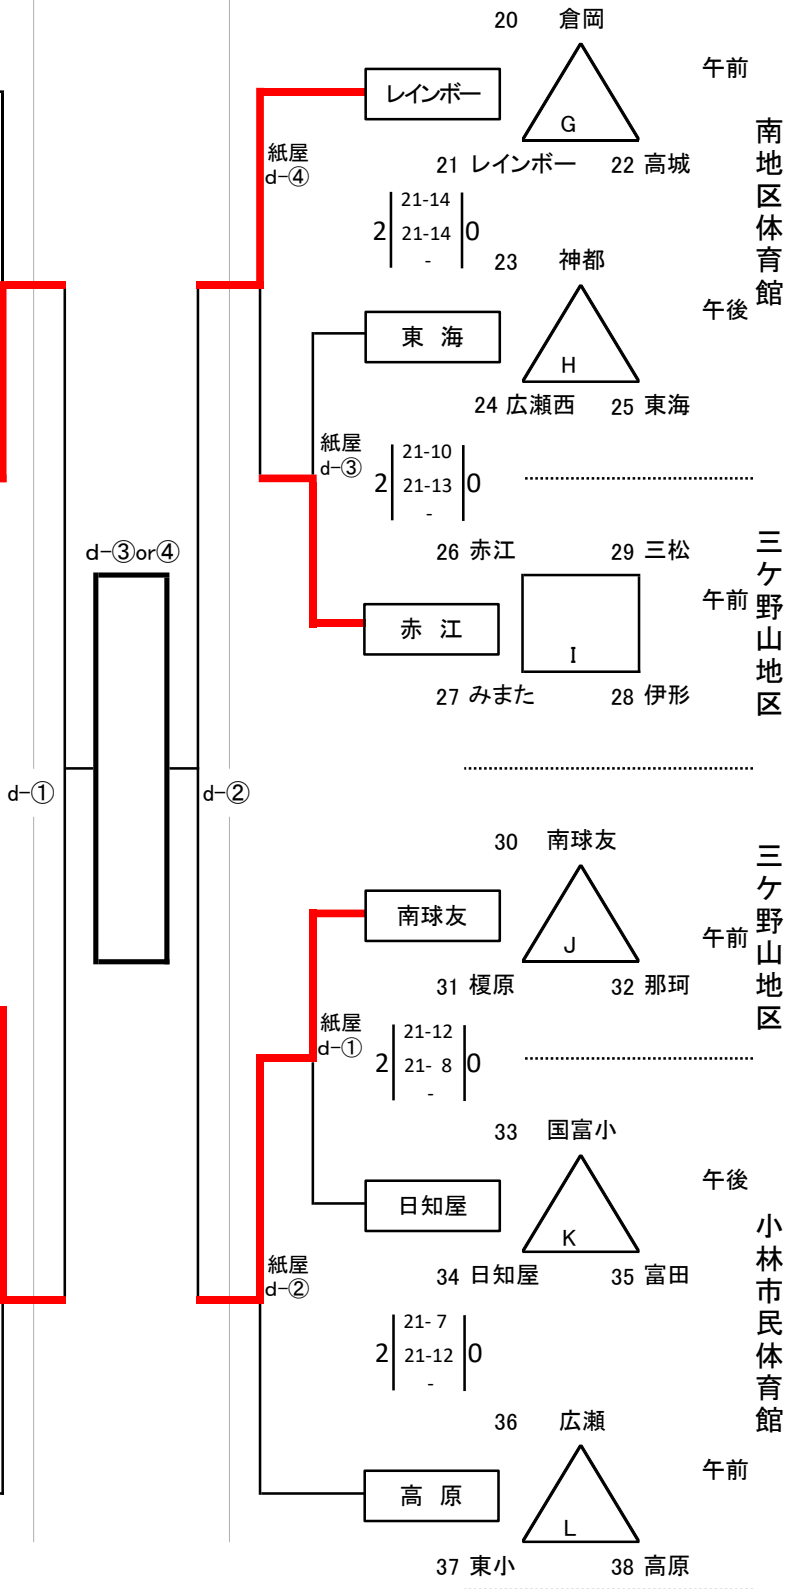 20 倉岡
午前
レインボー
G
南地区体育館
紙屋
d-④
21 レインボー 22 高城
21-14
2 21-14 0
-
23 神都
午後
東 海
H
24 広瀬西 25 東海
紙屋
d-③
21-10
2 21-13 0
-
d-③or④
26 赤江 29 三松
三ケ野山地区
午前
赤 江
I
27 みまた 28 伊形
d-① d-②
30 南球友
三ケ野山地区
南球友
午前
J
31 榎原 32 那珂
紙屋
d-①
21-12
2 21- 8 0
-
33 国富小
午後
日知屋
K
小林市民体育館
紙屋
d-②
34 日知屋 35 富田
21- 7
2 21-12 0
-
36 広瀬
午前
高 原
L
37 東小 38 高原